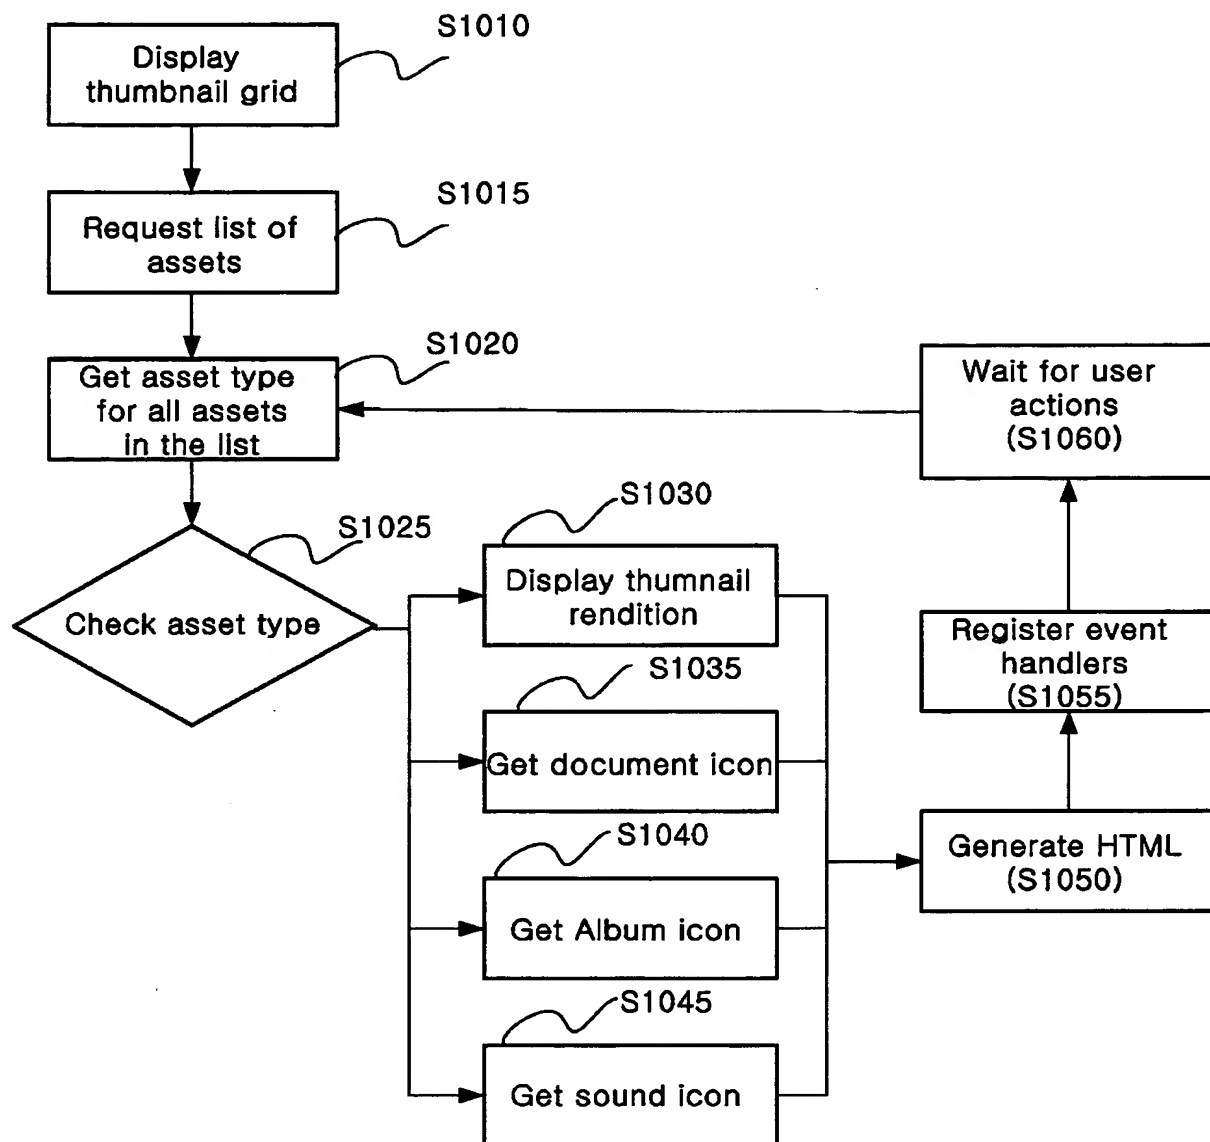 S1010
Display
thumbnail grid
S1015
Request list of
assets
S1020
Get asset type
for all assets
in the list
Wait for user
actions
(S1060)
S1025
Check asset type
S1030
Display thumnail
rendition
Register event
handlers
(S1055)
S1035
Get document icon
Generate HTML
(S1050)
S1040
Get Album icon
S1045
Get sound icon